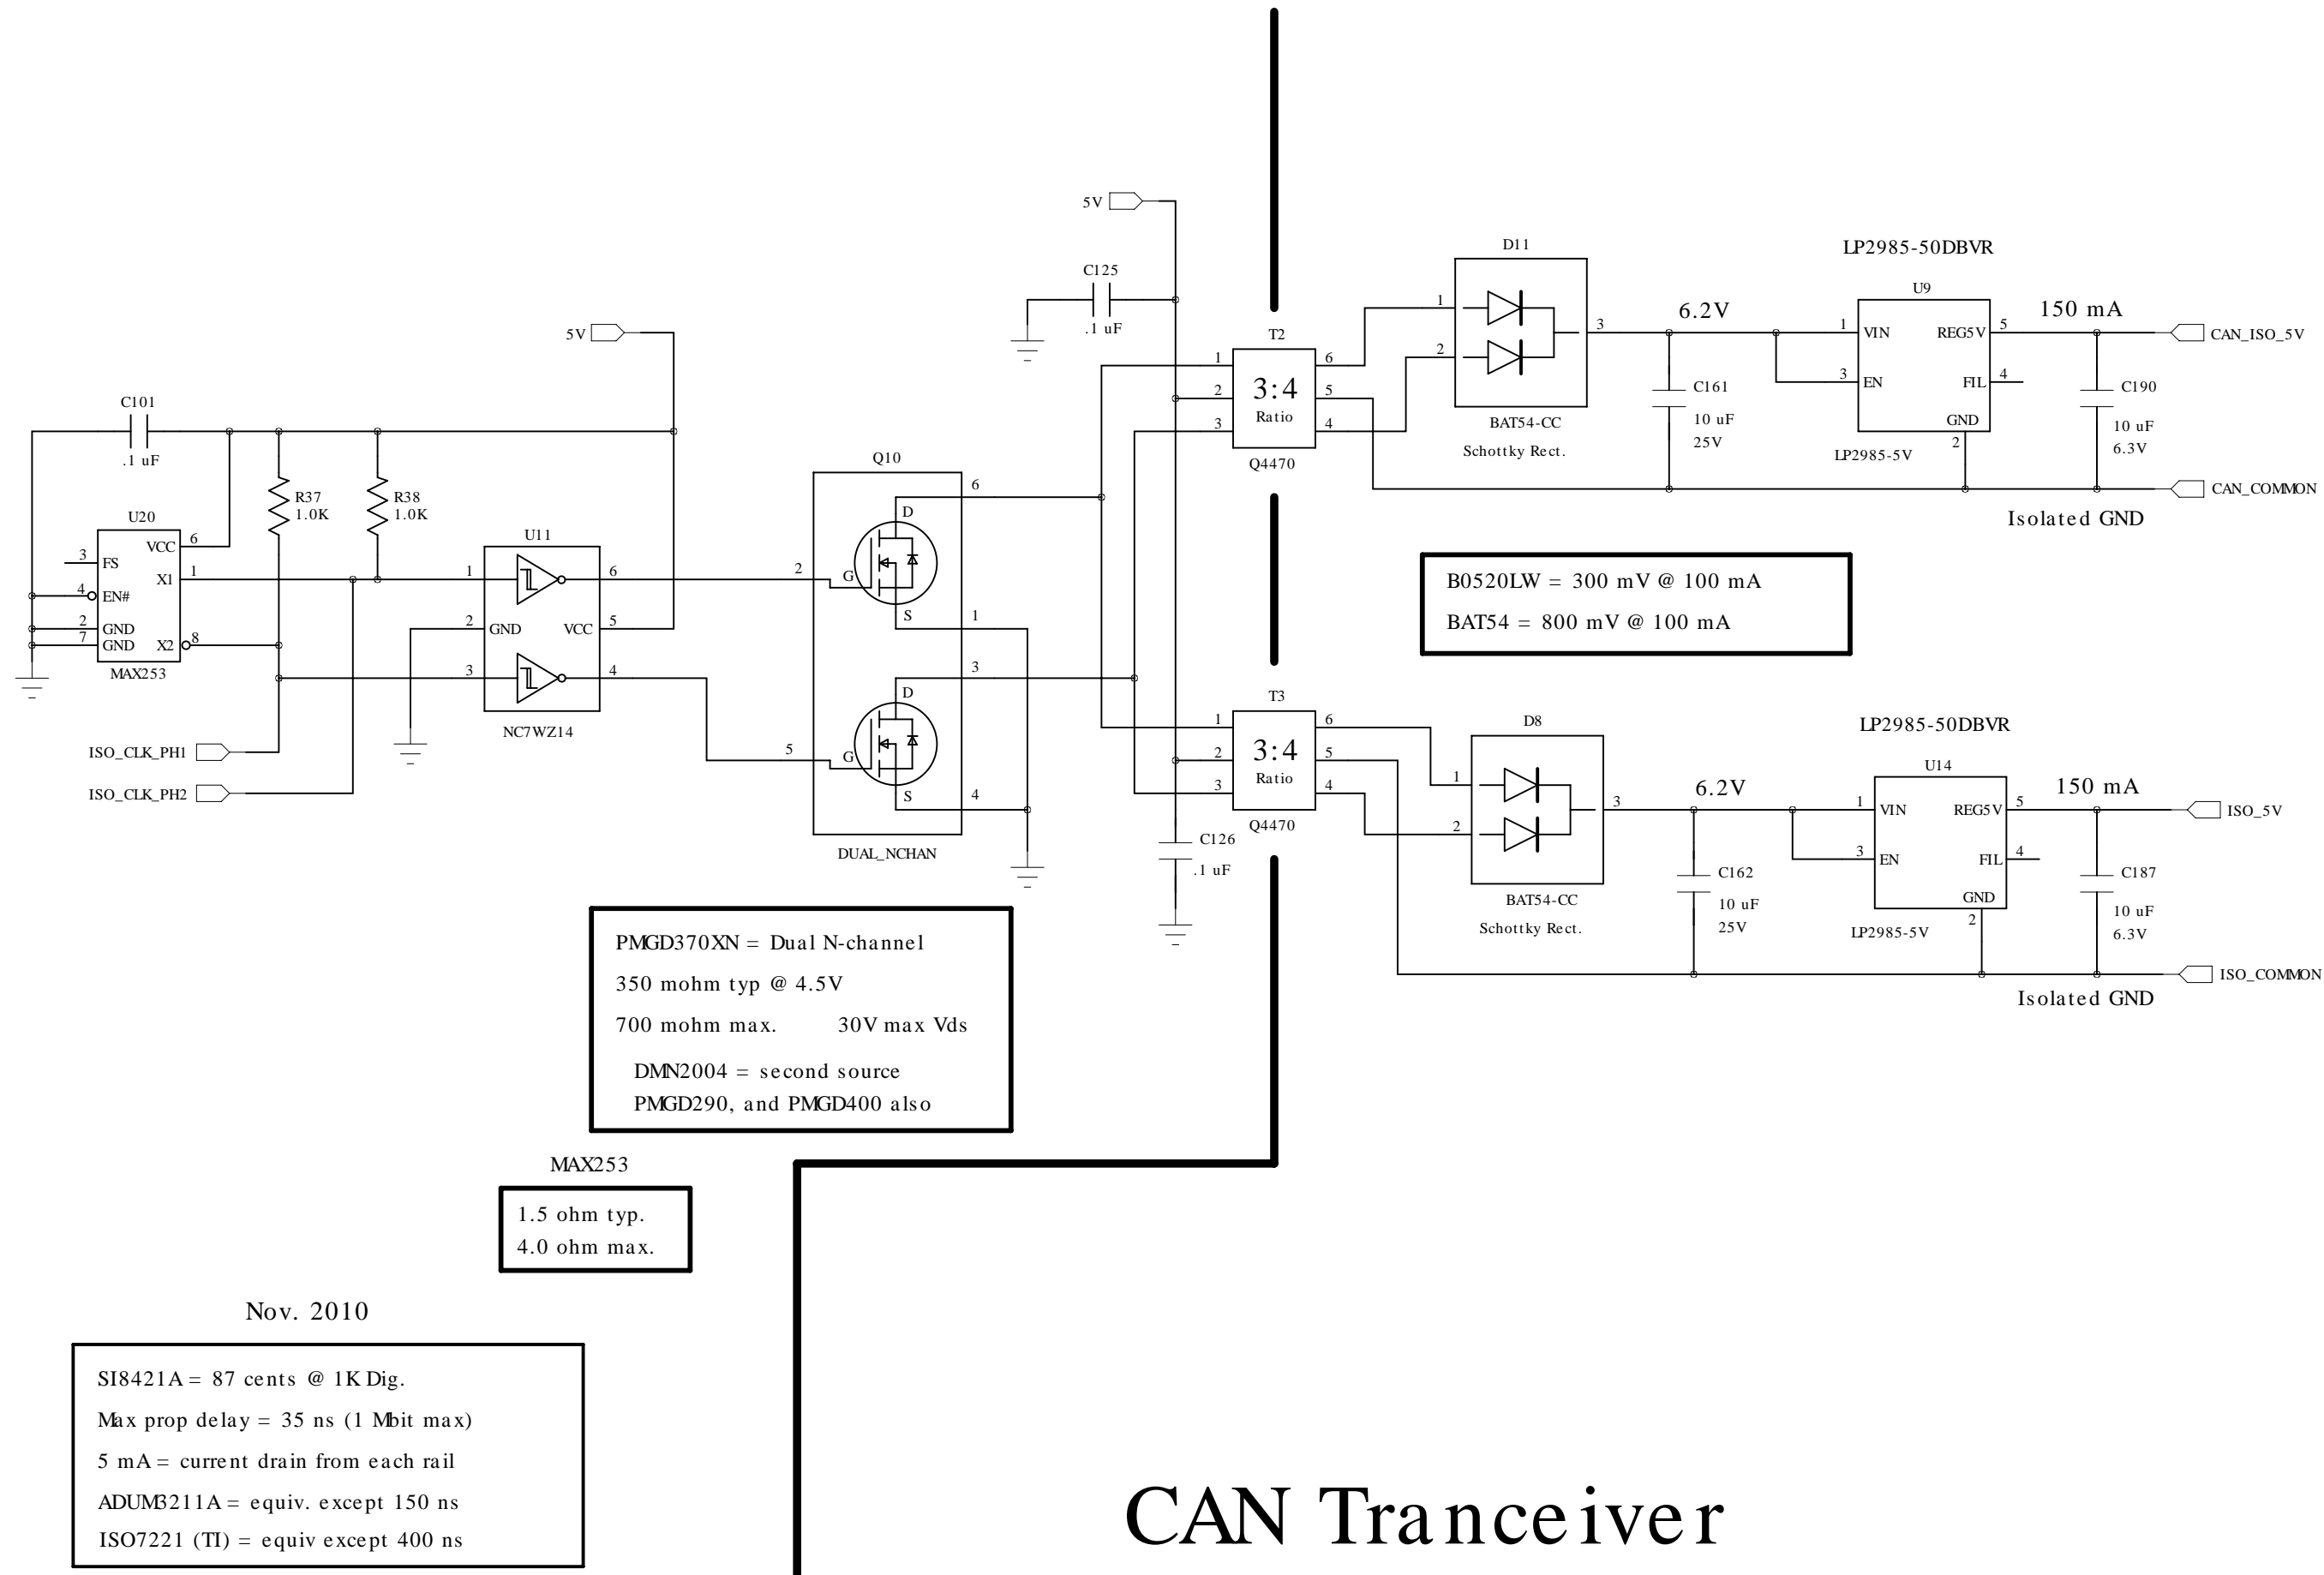 5V
C125
.1 uF
D11
1
2
3
BAT54-CC
Schottky Rect.
6.2V
C161
10 uF
25V
LP2985-50DBVR
U9
1
VIN
REG5V
5
3
EN
FIL
4
GND
2
LP2985-5V
150 mA
C190
10 uF
6.3V
CAN_ISO_5V
CAN_COMMON
Isolated GND
T2
1
2
3
3:4
Ratio
6
5
4
Q4470
5V
C101
.1 uF
R37
1.0K
R38
1.0K
U20
3
FS
VCC
6
X1
1
4
EN#
2
GND
7
GND
X2
8
MAX253
ISO_CLK_PH1
ISO_CLK_PH2
U11
1
6
2
GND
VCC
5
3
4
NC7WZ14
Q10
2
G
D
S
6
1
5
G
D
S
3
4
DUAL_NCHAN
B0520LW = 300 mV @ 100 mA
BAT54 = 800 mV @ 100 mA
T3
1
2
3
3:4
Ratio
6
5
4
Q4470
C126
.1 uF
D8
1
2
3
BAT54-CC
Schottky Rect.
6.2V
C162
10 uF
25V
LP2985-50DBVR
U14
1
VIN
REG5V
5
3
EN
FIL
4
GND
2
LP2985-5V
150 mA
C187
10 uF
6.3V
ISO_5V
ISO_COMMON
Isolated GND
PMGD370XN = Dual N-channel
350 mohm typ @ 4.5V
700 mohm max. 30V max Vds
DMN2004 = second source
PMGD290, and PMGD400 also
MAX253
1.5 ohm typ.
4.0 ohm max.
Nov. 2010
SI8421A = 87 cents @ 1K Dig.
Max prop delay = 35 ns (1 Mbit max)
5 mA = current drain from each rail
ADUM3211A = equiv. except 150 ns
ISO7221 (TI) = equiv except 400 ns
CAN Tranceiver